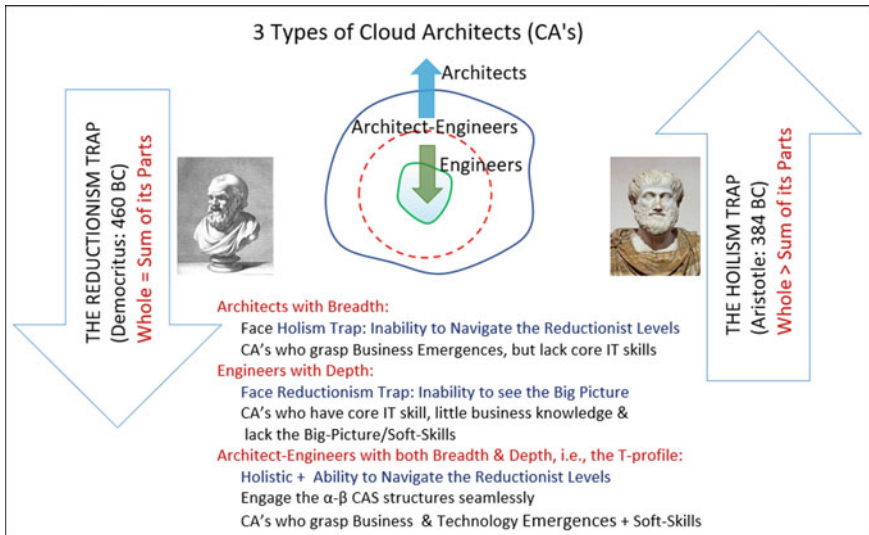 3 Types of Cloud Architects (CA's)
Architects
Architect-Engineers
Engineers
THE REDUCTIONISM TRAP
(Democritus: 460 BC)
Whole = Sum of its Parts
THE HOILISM TRAP
(Aristotle: 384 BC)
Whole > Sum of its Parts
Architects with Breadth:
Face Holism Trap: Inability to Navigate the Reductionist Levels
CA's who grasp Business Emergences, but lack core IT skills
Engineers with Depth:
Face Reductionism Trap: Inability to see the Big Picture
CA's who have core IT skill, little business knowledge &
lack the Big-Picture/Soft-Skills
Architect-Engineers with both Breadth & Depth, i.e., the T-profile:
Holistic + Ability to Navigate the Reductionist Levels
Engage the α-β CAS structures seamlessly
CA's who grasp Business & Technology Emergences + Soft-Skills